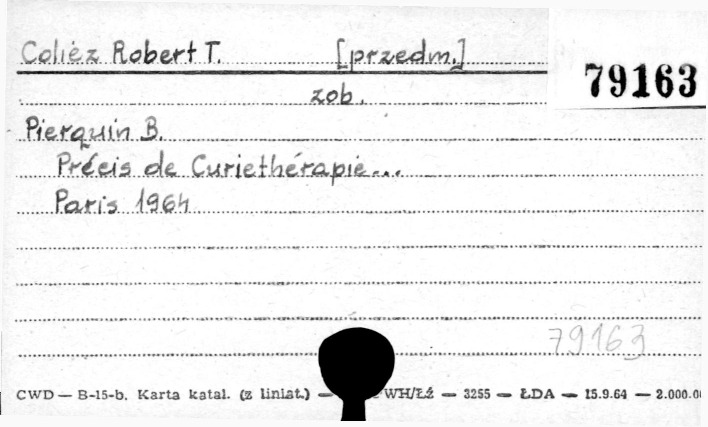 Coliez Robert T. [przedm.]
79163
zob.
Pierquin B.
Précis de Curiethérapie...
Paris 1964
79163
CWD — B-15-b. Karta katal. (z liniat.) — WH/ŁŹ — 3255 — ŁDA — 15.9.64 — 2.000.0